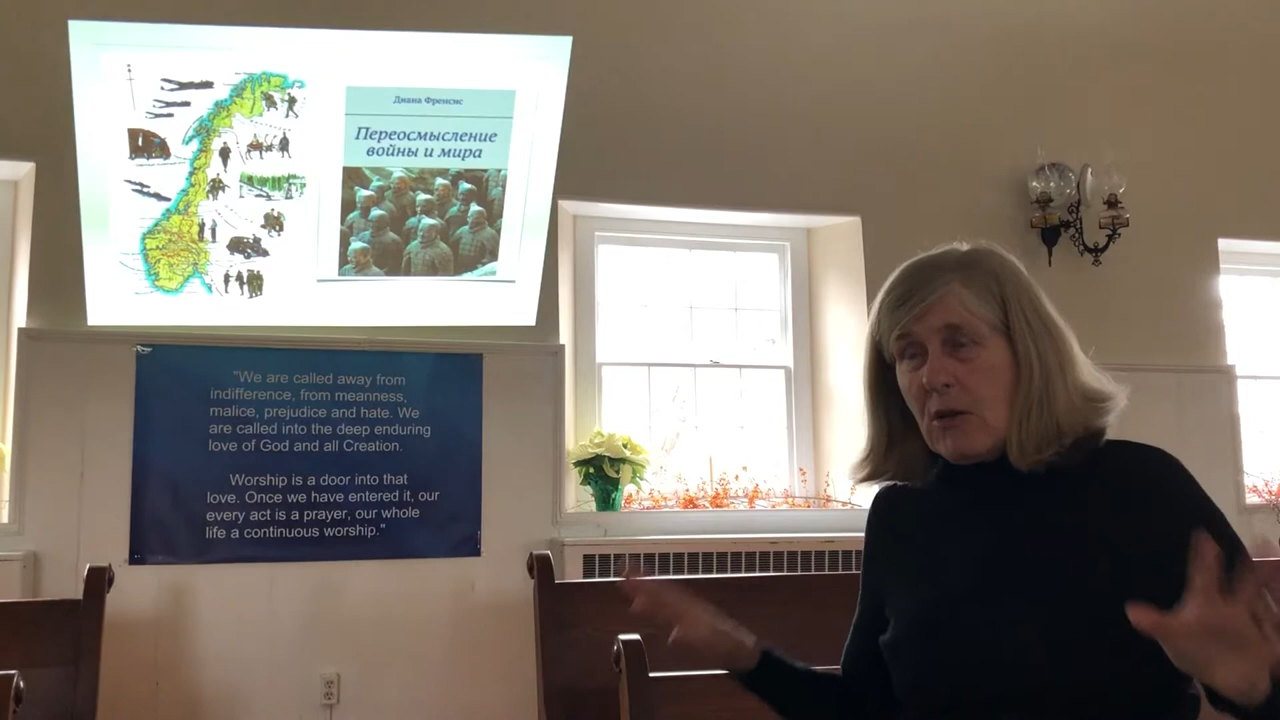 Диана Френсис
Переосмысление
войны и мира
"We are called away from
indifference, from meanness,
malice, prejudice and hate. We
are called into the deep enduring
love of God and all Creation.
Worship is a door into that
love. Once we have entered it, our
every act is a prayer, our whole
life a continuous worship."